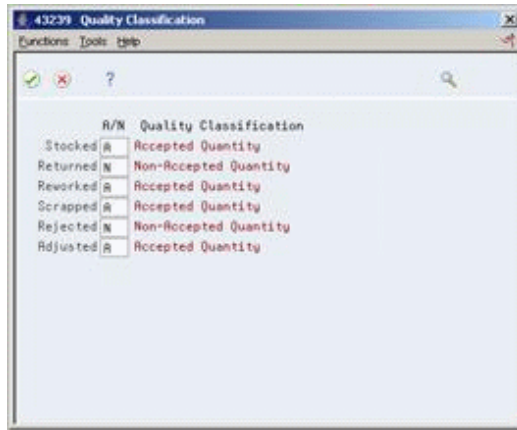 43239 Quality Classification
Functions Tools Help
?
A/N Quality Classification
Stocked A Accepted Quantity
Returned N Non-Accepted Quantity
Reworked A Accepted Quantity
Scrapped A Accepted Quantity
Rejected N Non-Accepted Quantity
Adjusted A Accepted Quantity